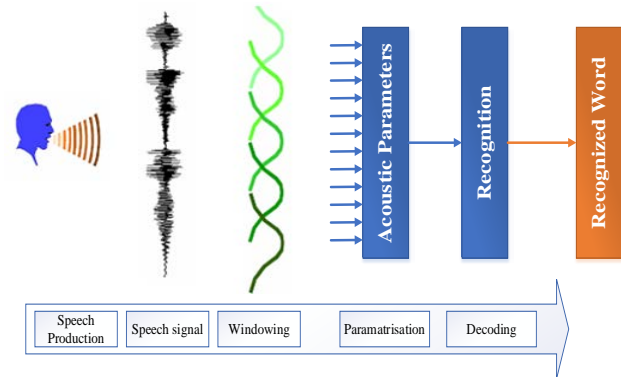 Acoustic Parameters
Recognition
Recognized Word
Speech
Production
Speech signal
Windowing
Paramatrisation
Decoding